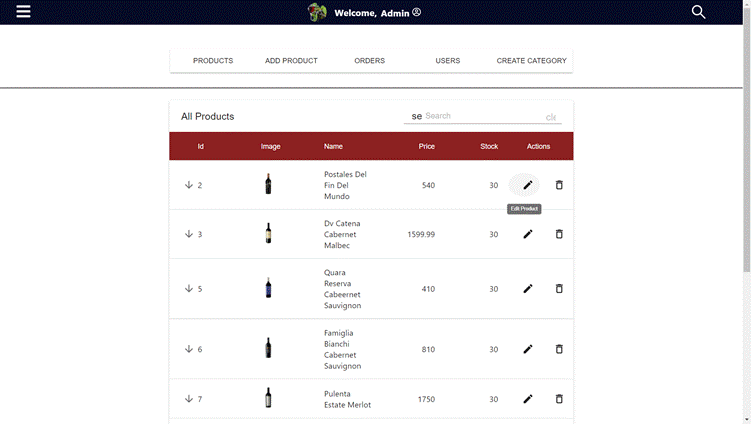 Welcome, Admin
PRODUCTS ADD PRODUCT ORDERS USERS CREATE CATEGORY
All Products
se Search cle
Id Image Name Price Stock Actions
2 Postales Del Fin Del Mundo 540 30
Edit Product
3 Dv Catena Cabernet Malbec 1599.99 30
5 Quara Reserva Cabeernet Sauvignon 410 30
6 Famiglia Bianchi Cabernet Sauvignon 810 30
7 Pulenta Estate Merlot 1750 30